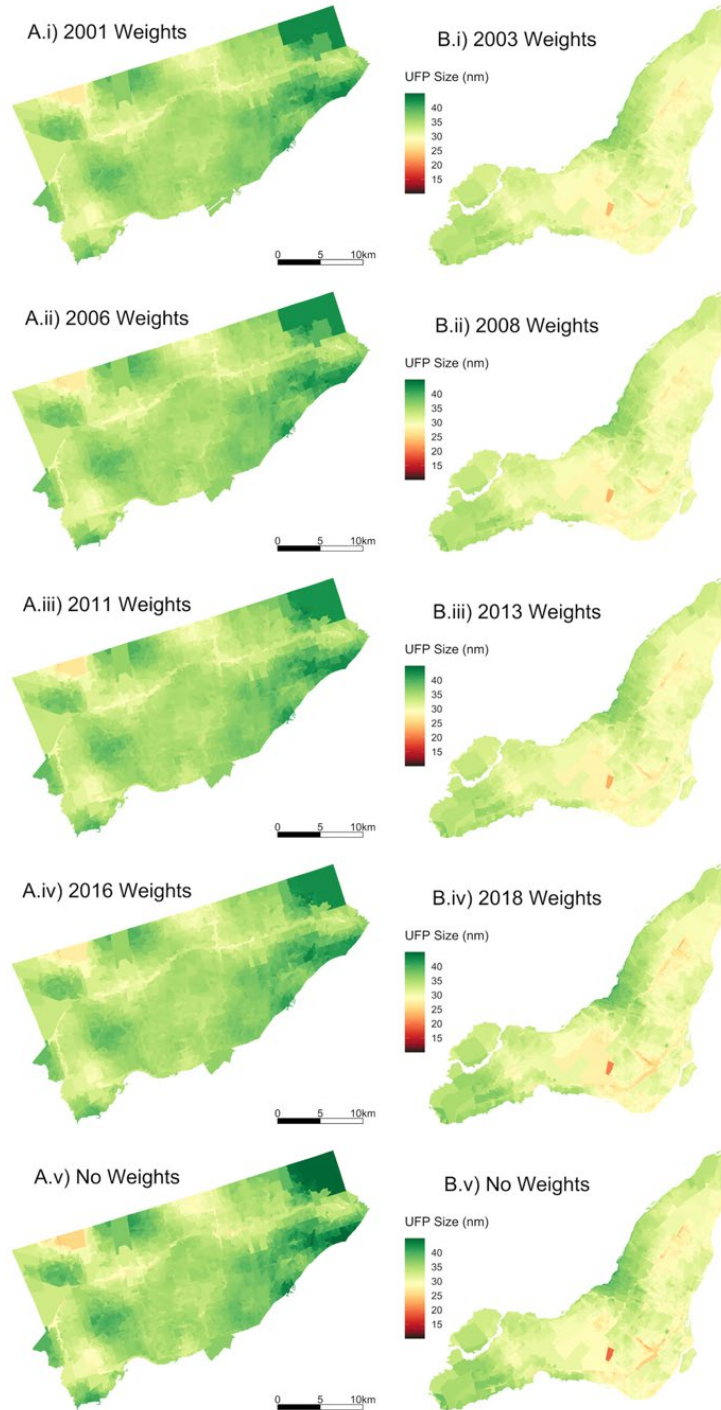 A.i) 2001 Weights
0 5 10km
B.i) 2003 Weights
UFP Size (nm)
40
35
30
25
20
15
A.ii) 2006 Weights
0 5 10km
B.ii) 2008 Weights
UFP Size (nm)
40
35
30
25
20
15
A.iii) 2011 Weights
0 5 10km
B.iii) 2013 Weights
UFP Size (nm)
40
35
30
25
20
15
A.iv) 2016 Weights
0 5 10km
B.iv) 2018 Weights
UFP Size (nm)
40
35
30
25
20
15
A.v) No Weights
0 5 10km
B.v) No Weights
UFP Size (nm)
40
35
30
25
20
15